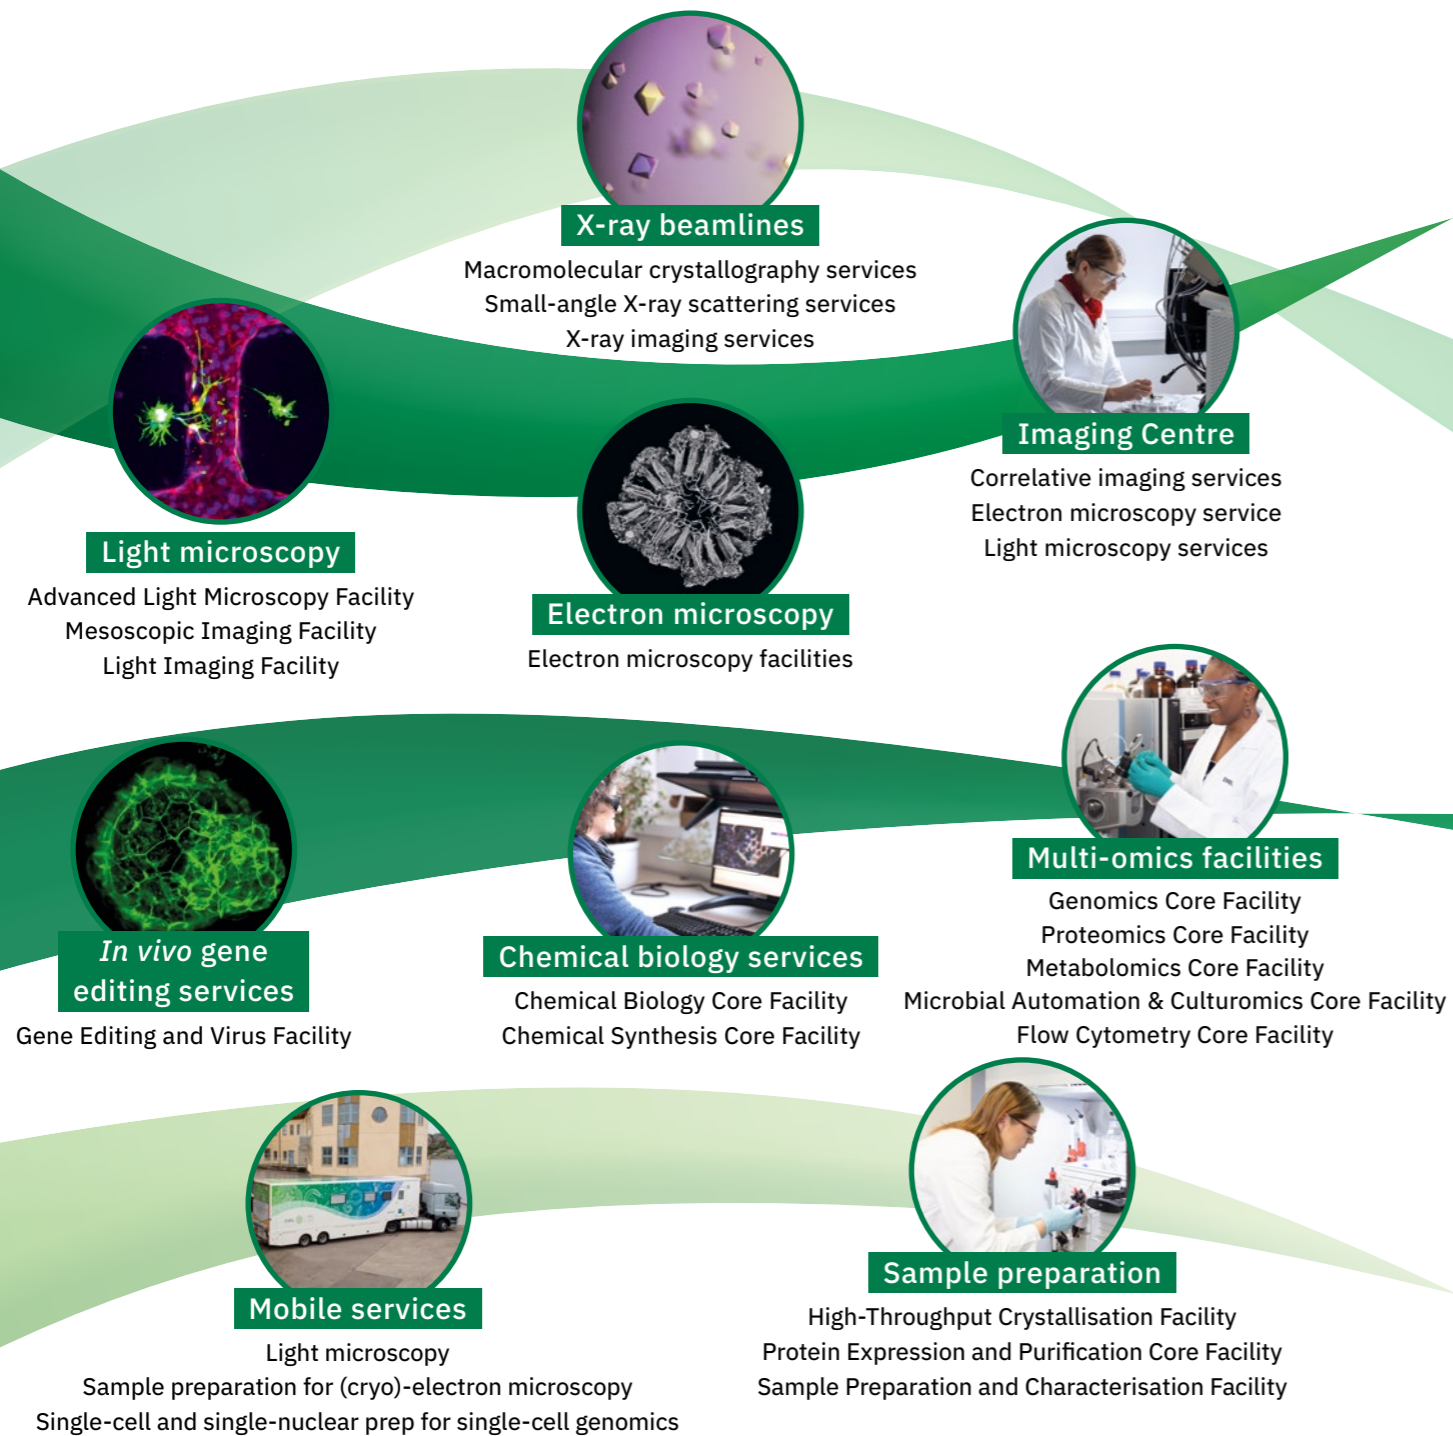 X-ray beamlines
Macromolecular crystallography services
Small-angle X-ray scattering services
X-ray imaging services
Imaging Centre
Correlative imaging services
Electron microscopy service
Light microscopy services
Light microscopy
Advanced Light Microscopy Facility
Mesoscopic Imaging Facility
Light Imaging Facility
Electron microscopy
Electron microscopy facilities
Multi-omics facilities
Genomics Core Facility
Proteomics Core Facility
Metabolomics Core Facility
Microbial Automation & Culturomics Core Facility
Flow Cytometry Core Facility
In vivo gene
editing services
Gene Editing and Virus Facility
Chemical biology services
Chemical Biology Core Facility
Chemical Synthesis Core Facility
Mobile services
Light microscopy
Sample preparation for (cryo)-electron microscopy
Single-cell and single-nuclear prep for single-cell genomics
Sample preparation
High-Throughput Crystallisation Facility
Protein Expression and Purification Core Facility
Sample Preparation and Characterisation Facility